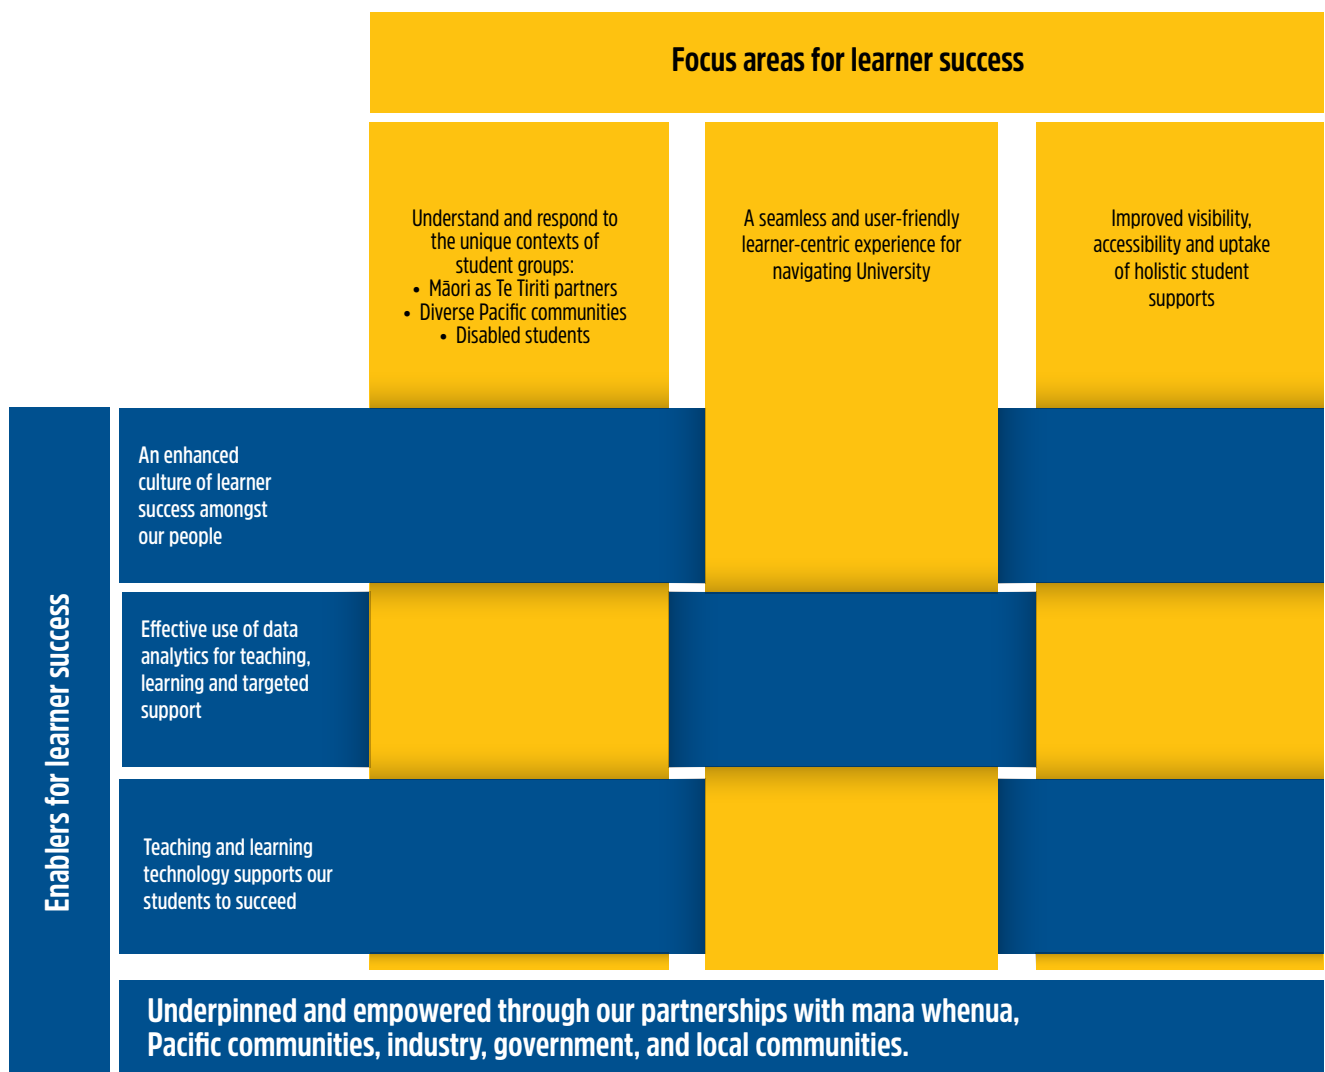 Focus areas for learner success
Understand and respond to
the unique contexts of
student groups:
• Māori as Te Tiriti partners
• Diverse Pacific communities
• Disabled students
A seamless and user-friendly
learner-centric experience for
navigating University
Improved visibility,
accessibility and uptake
of holistic student
supports
Enablers for learner success
An enhanced
culture of learner
success amongst
our people
Effective use of data
analytics for teaching,
learning and targeted
support
Teaching and learning
technology supports our
students to succeed
Underpinned and empowered through our partnerships with mana whenua,
Pacific communities, industry, government, and local communities.